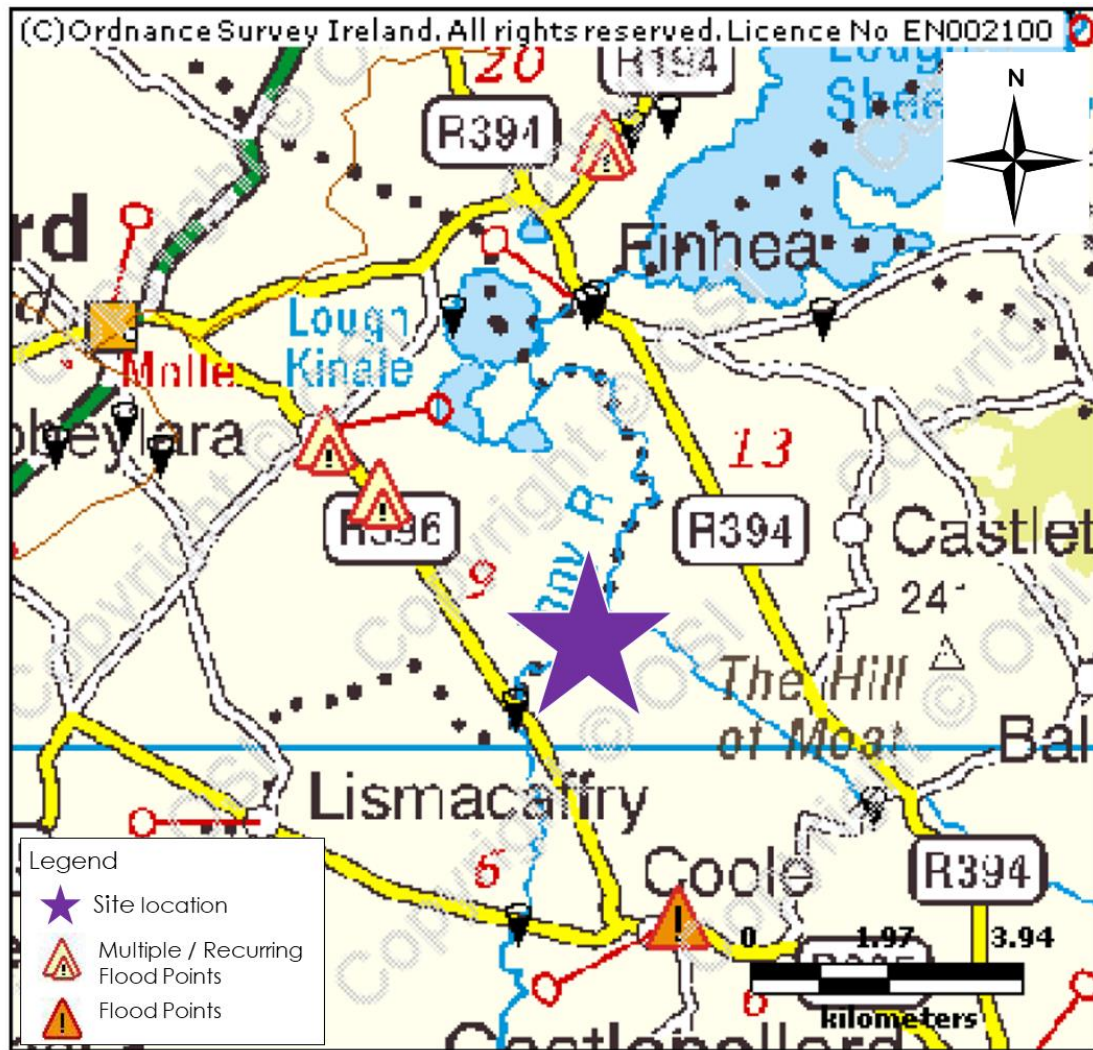 (C)Ordnance Survey Ireland. All rights reserved. Licence No EN002100
20
R194
Lough
R394
N
rd
Finhea
Lough
Kinale
Molle
13
R396
R394
Castlet
9
24
The Hill
of Moat
Bal
Lismacaffry
6
Coole
R394
Legend
Site location
Multiple / Recurring
Flood Points
Flood Points
0 1.97 3.94
kilometers